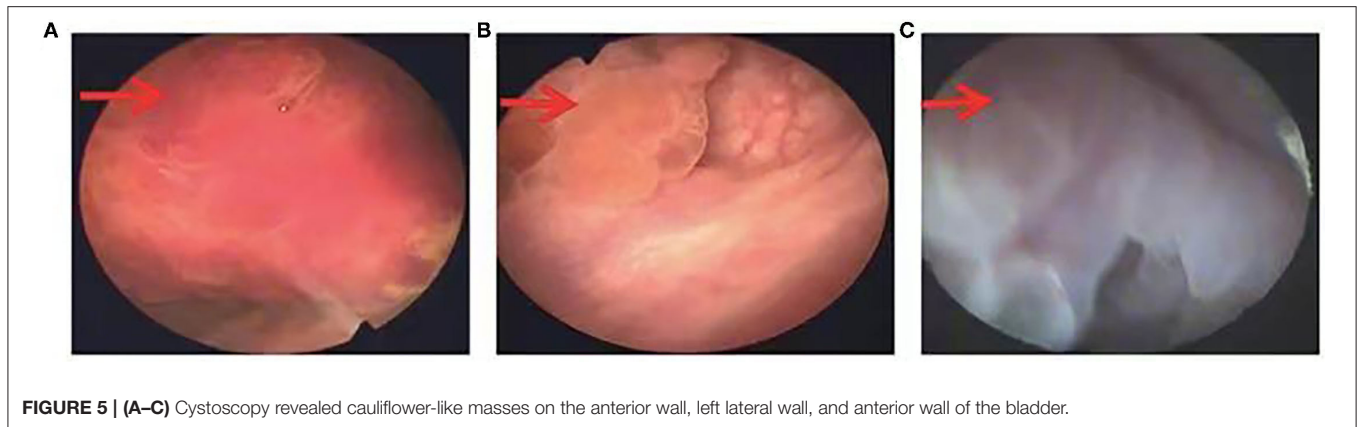 A B C
FIGURE 5 | (A–C) Cystoscopy revealed cauliflower-like masses on the anterior wall, left lateral wall, and anterior wall of the bladder.